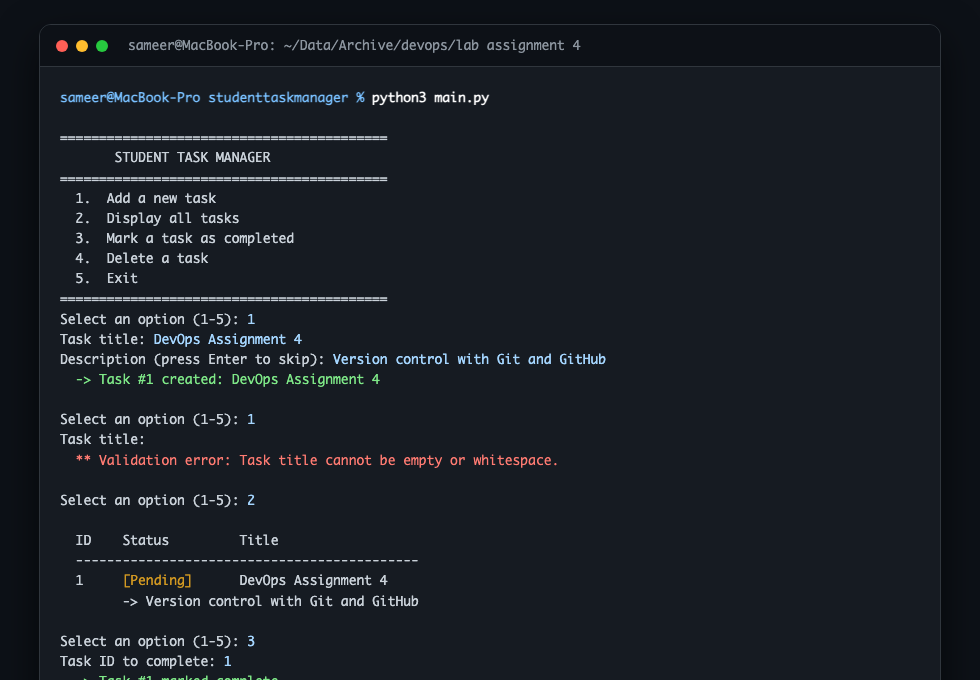 sameer@MacBook-Pro: ~/Data/Archive/devops/lab assignment 4
sameer@MacBook-Pro studenttaskmanager % python3 main.py
==========================================
STUDENT TASK MANAGER
==========================================
1. Add a new task
2. Display all tasks
3. Mark a task as completed
4. Delete a task
5. Exit
==========================================
Select an option (1-5): 1
Task title: DevOps Assignment 4
Description (press Enter to skip): Version control with Git and GitHub
-> Task #1 created: DevOps Assignment 4
Select an option (1-5): 1
Task title:
** Validation error: Task title cannot be empty or whitespace.
Select an option (1-5): 2
ID Status Title
--------------------------------------------
1 [Pending] DevOps Assignment 4
-> Version control with Git and GitHub
Select an option (1-5): 3
Task ID to complete: 1
-> Task #1 marked complete